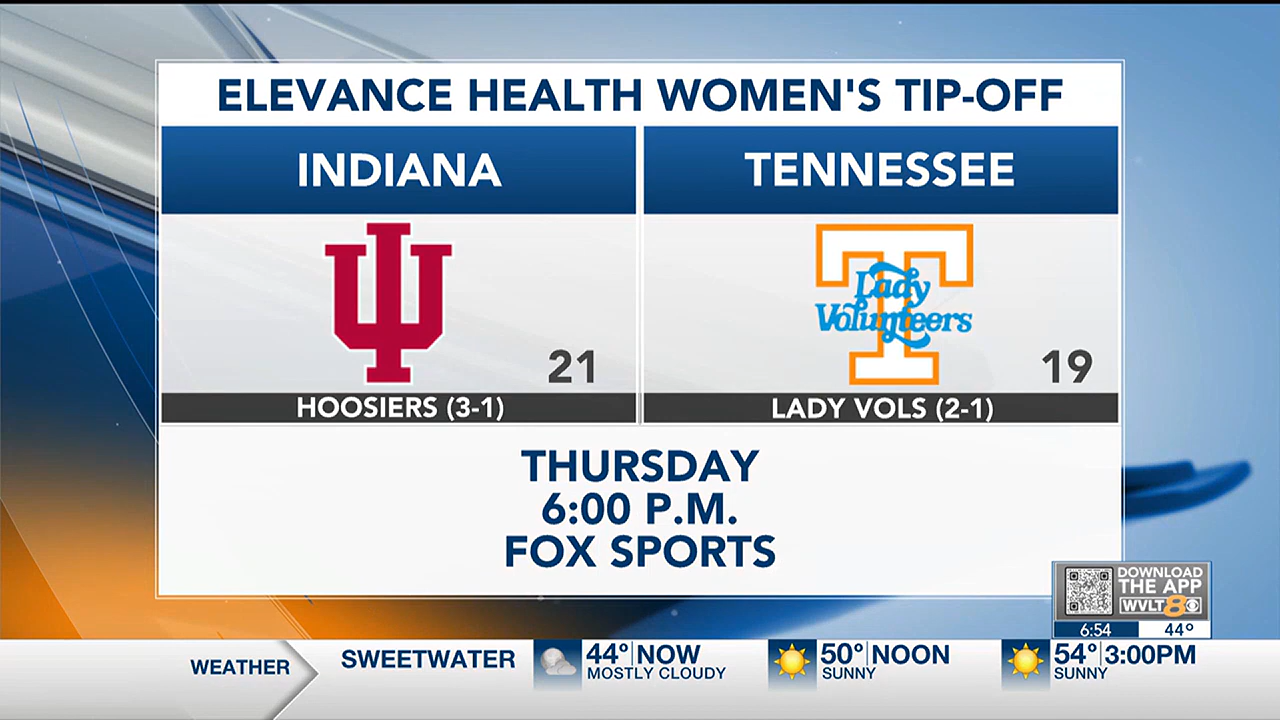 ELEVANCE HEALTH WOMEN'S TIP-OFF
INDIANA
TENNESSEE
Lady
Volunteers
21
19
HOOSIERS (3-1)
LADY VOLS (2-1)
THURSDAY
6:00 P.M.
FOX SPORTS
DOWNLOAD
THE APP
WVLT 8
6:54 44°
WEATHER
SWEETWATER
44° NOW
MOSTLY CLOUDY
50° NOON
SUNNY
54° 3:00PM
SUNNY